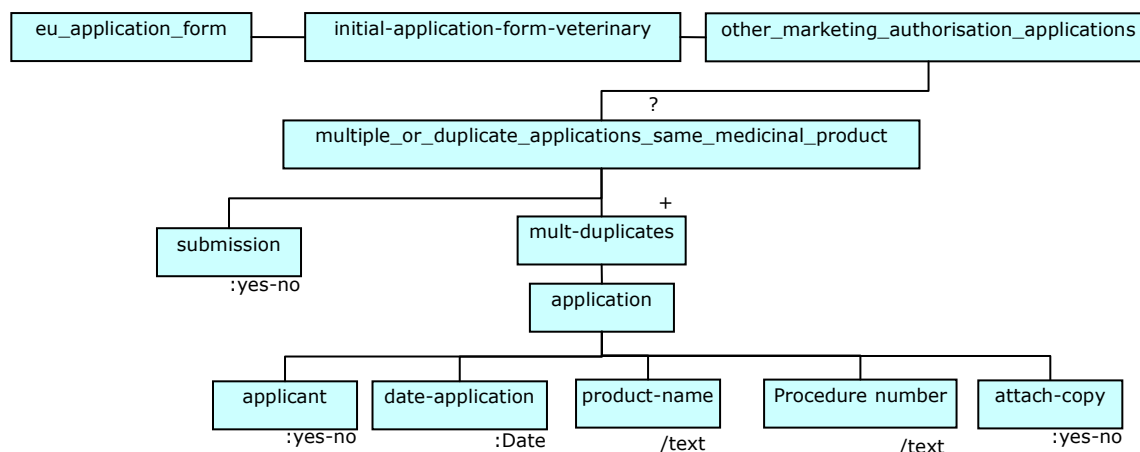 eu_application_form
initial-application-form-veterinary
other_marketing_authorisation_applications
?
multiple_or_duplicate_applications_same_medicinal_product
+
submission
:yes-no
mult-duplicates
application
applicant
:yes-no
date-application
:Date
product-name
/text
Procedure number
/text
attach-copy
:yes-no